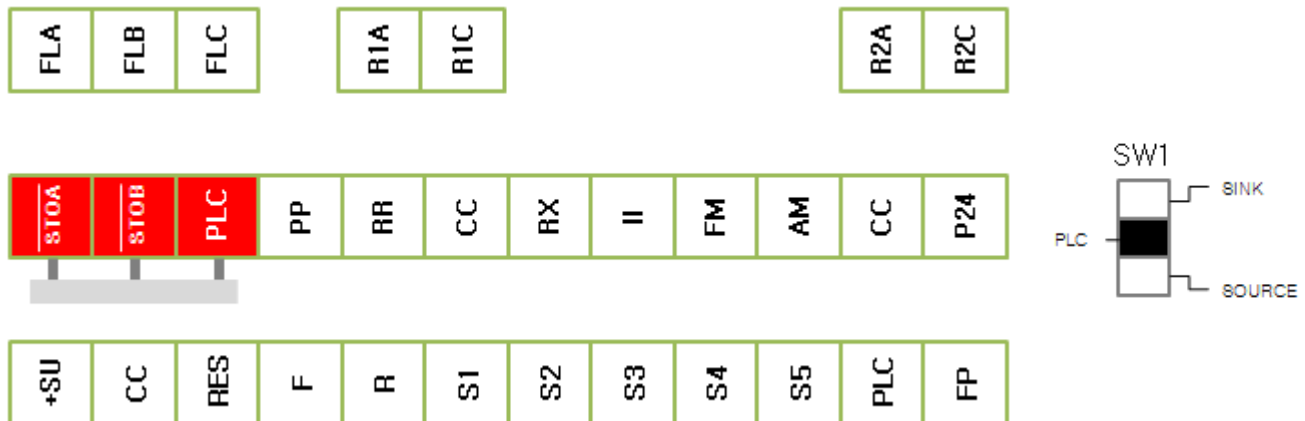 FLA FLB FLC R1A R1C R2A R2C
SW1
SINK
STOA STOB PLC PP RR CC RX II FM AM CC P24
PLC
SOURCE
+SU CC RES F R S1 S2 S3 S4 S5 PLC FP